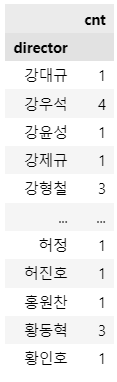 cnt
director
강대규 1
강우석 4
강윤성 1
강제규 1
강형철 3
... ...
허정 1
허진호 1
홍원찬 1
황동혁 3
황인호 1